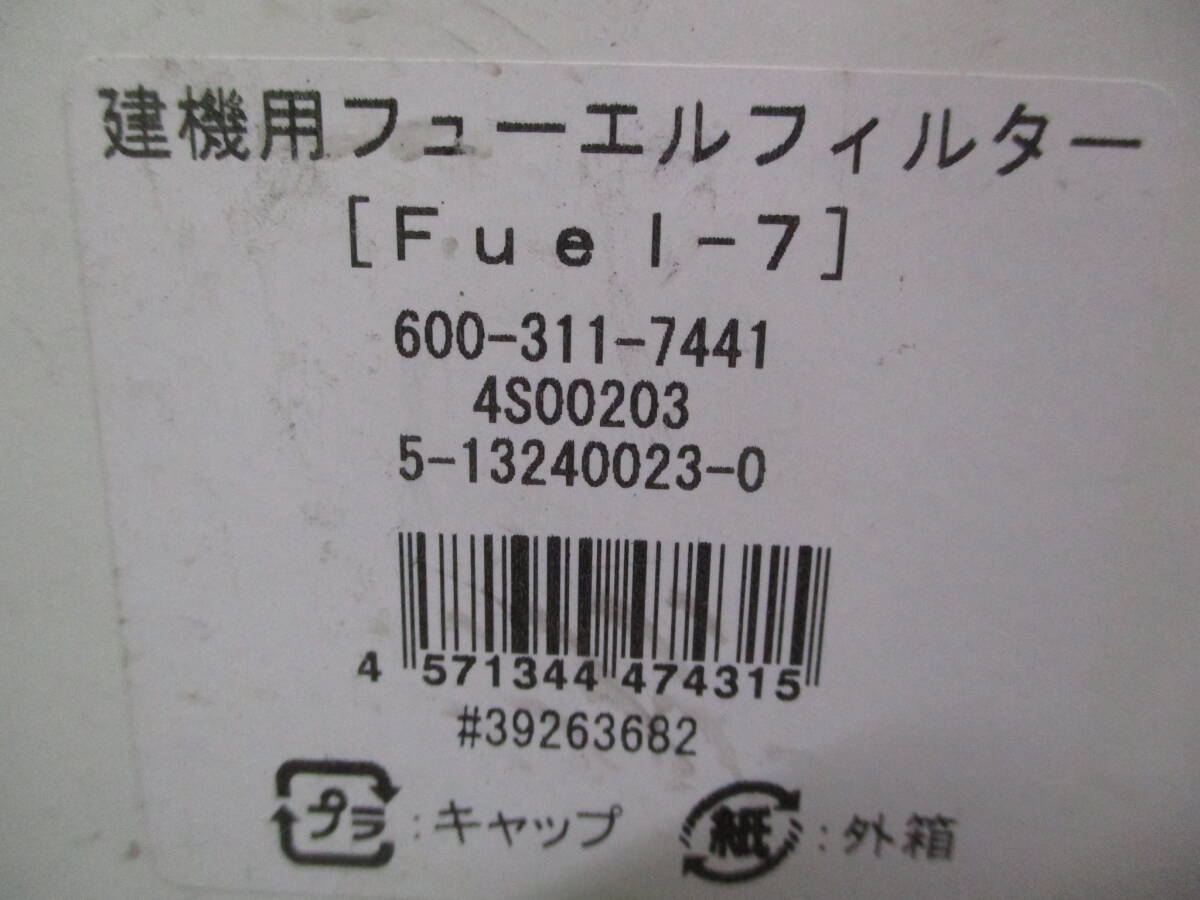 建機用フューエルフィルター
[Fuel-7]
600-311-7441
4S00203
5-13240023-0
4 571344 474315
#39263682
プラ:キャップ 紙:外箱